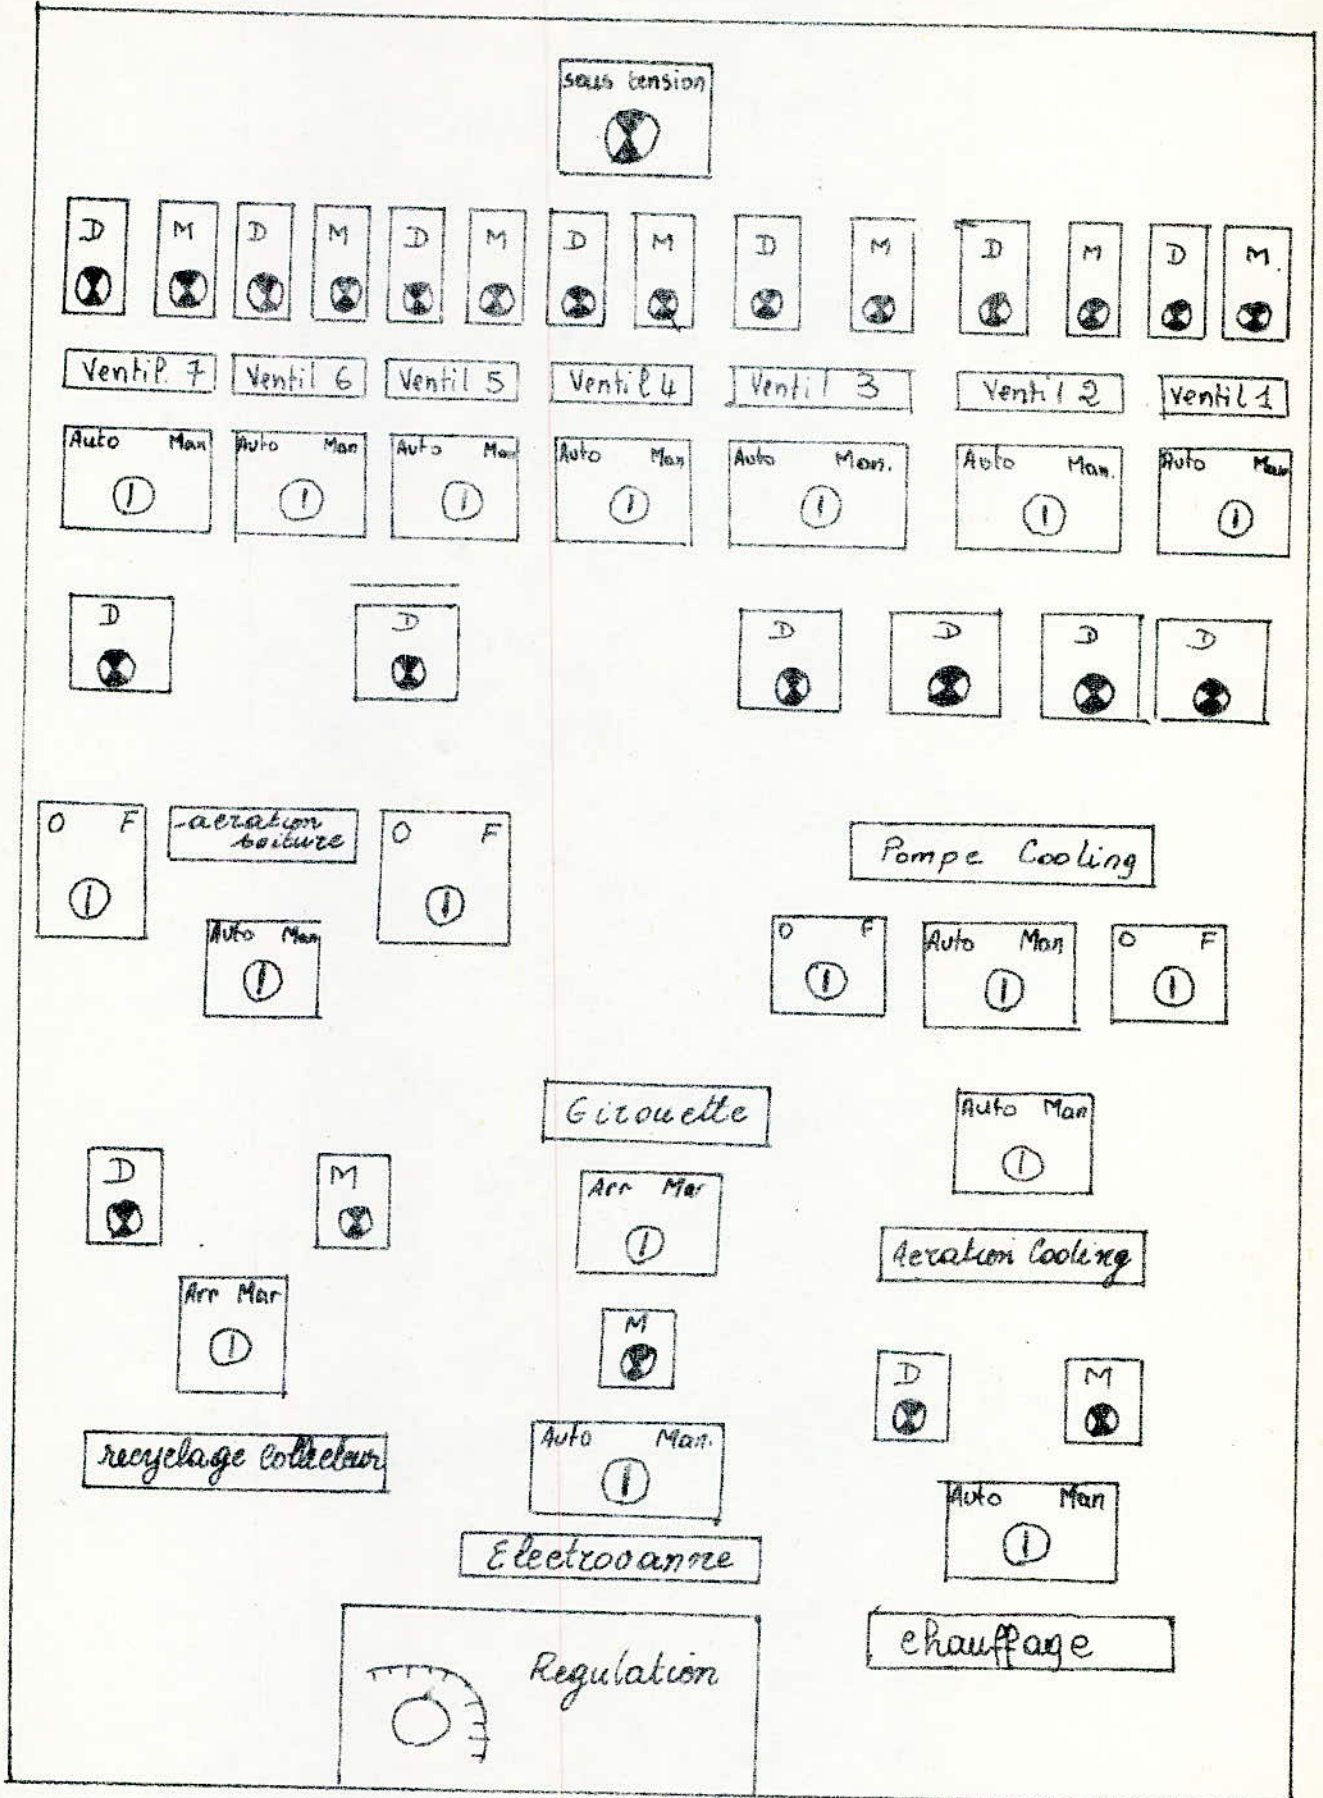 sous tension
D M D M D M D M D M D M D M.
Ventil. 7 Ventil 6 Ventil 5 Ventil 4 Ventil 3 Ventil 2 Ventil 1
Auto Man Auto Man Auto Man Auto Man Auto Man. Auto Man. Auto Man
D D D D D D
O F -aeration O F
toiture
Pompe Cooling
Auto Man
O F Auto Man O F
Girouette
Auto Man
D M
Arr Mar
Aeration Cooling
Arr Mar
M
D M
Auto Man.
recyclage Collecteur
Auto Man
Electrovanne
chauffage
Regulation